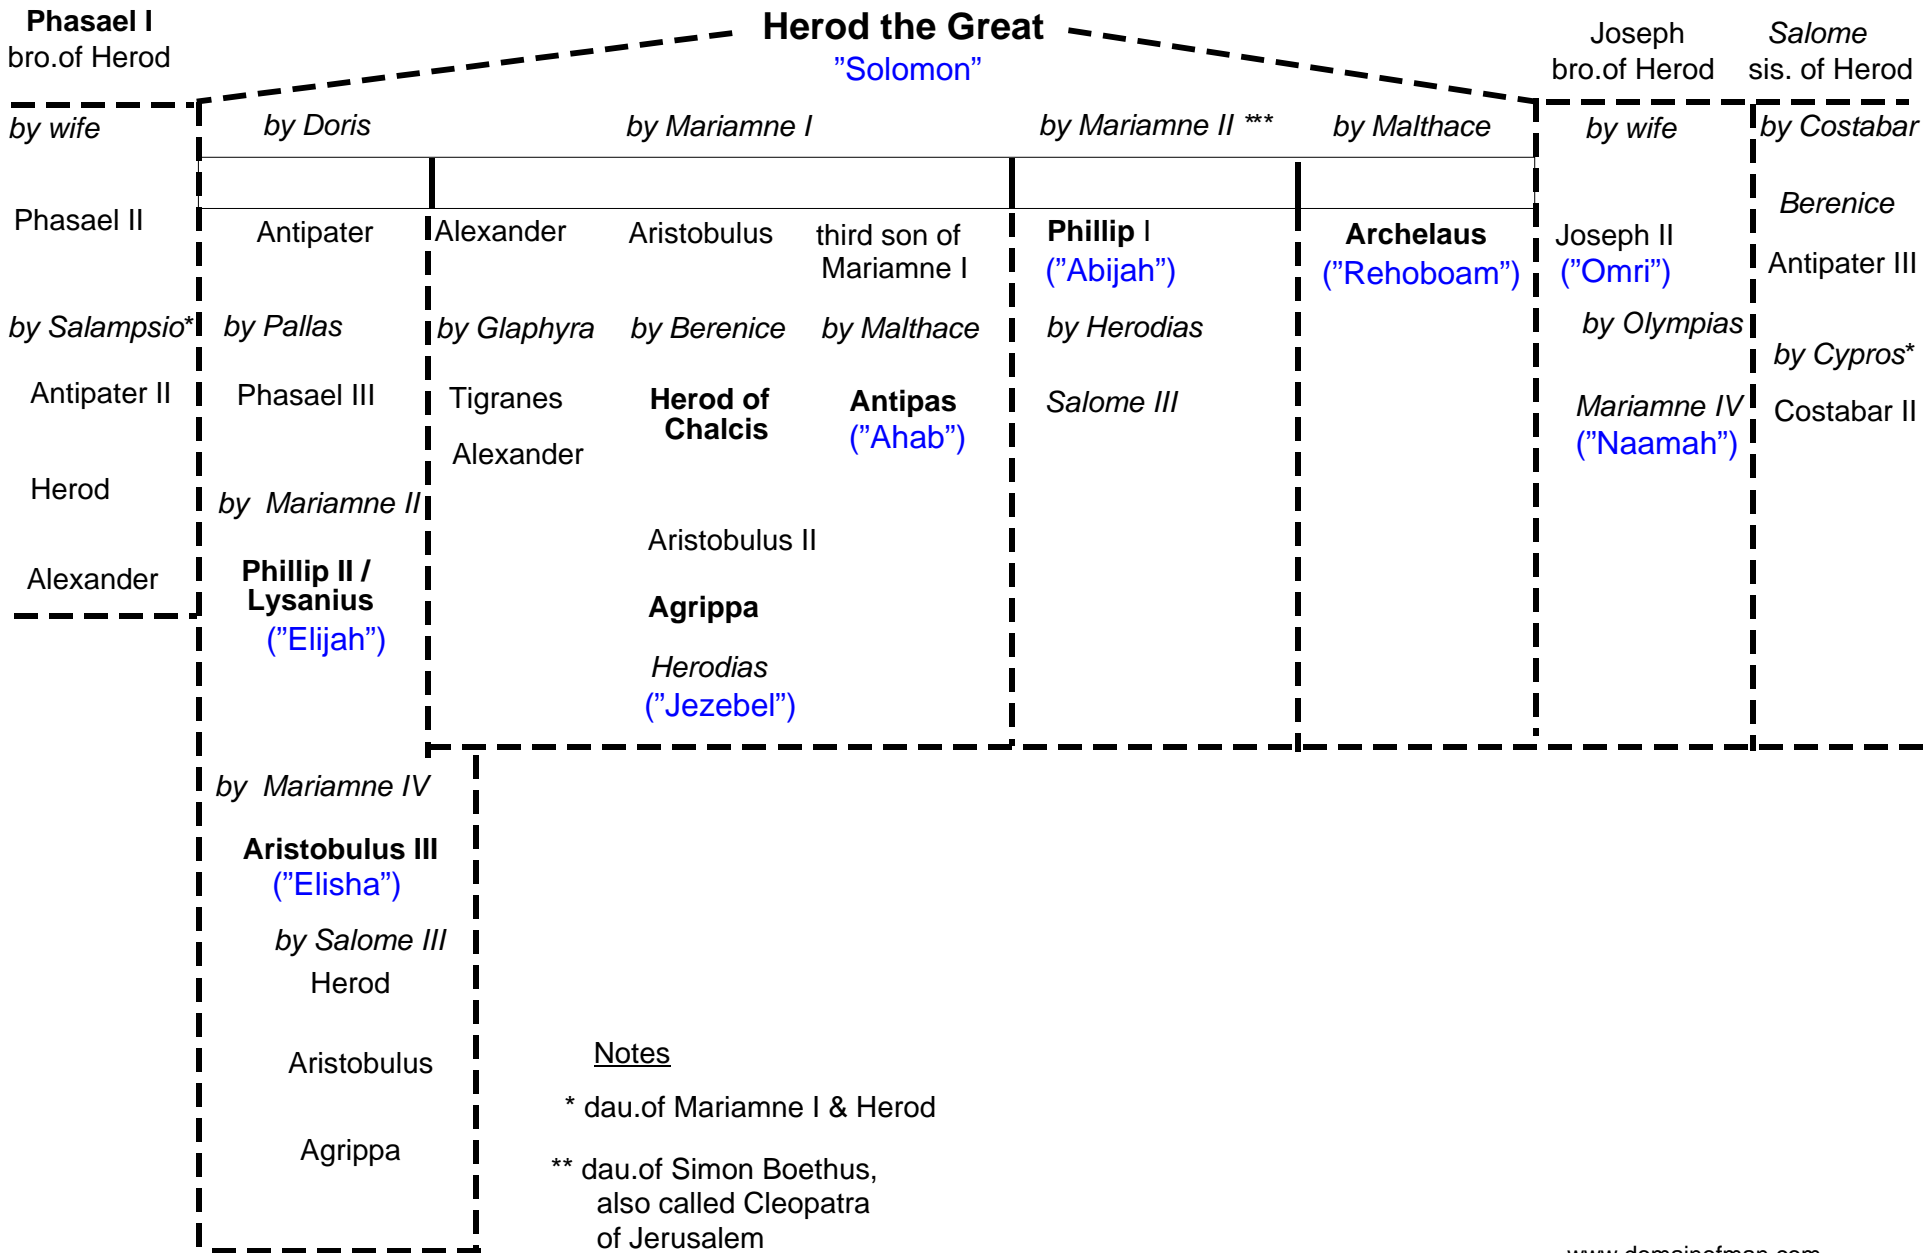 Phasael I
bro.of Herod
Herod the Great
"Solomon"
Joseph
bro.of Herod
Salome
sis. of Herod
by wife
by Doris
by Mariamne I
by Mariamne II ***
by Malthace
by wife
by Costabar
Phasael II
Antipater
Alexander
Aristobulus
third son of
Mariamne I
Phillip I
("Abijah")
Archelaus
("Rehoboam")
Joseph II
("Omri")
Berenice
Antipater III
by Salampsio*
by Pallas
by Glaphyra
by Berenice
by Malthace
by Herodias
by Olympias
by Cypros*
Antipater II
Phasael III
Tigranes
Herod of
Chalcis
Antipas
("Ahab")
Salome III
Mariamne IV
("Naamah")
Costabar II
Alexander
Herod
by Mariamne II
Aristobulus II
Alexander
Phillip II /
Lysanius
("Elijah")
Agrippa
Herodias
("Jezebel")
by Mariamne IV
Aristobulus III
("Elisha")
by Salome III
Herod
Aristobulus
Agrippa
Notes
* dau.of Mariamne I & Herod
** dau.of Simon Boethus,
also called Cleopatra
of Jerusalem
www.domainofman.com